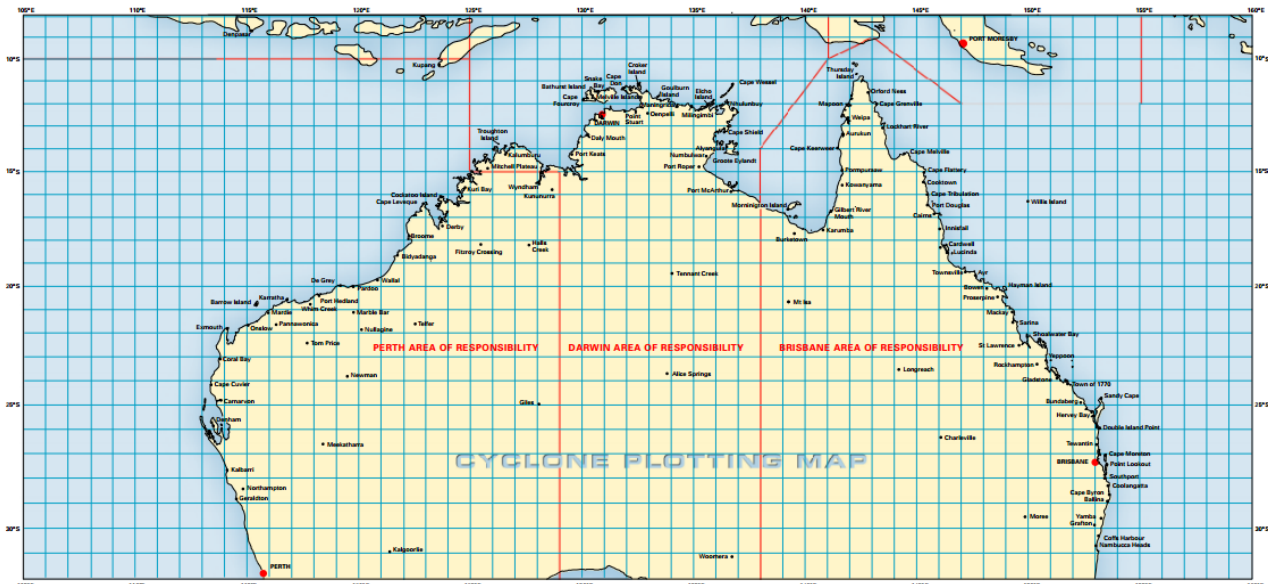 105°E 110°E 115°E 120°E 125°E 130°E 135°E 140°E 145°E 150°E 155°E 160°E
Denpasar
PORT MORESBY
10°S
Kupang
10°S
Croker
Island
Thursday
Island
Snake
Bay
Cape
Don
Cape Wessel
Bathurst Island
Melville Island
Goulburn
Island
Elcho
Island
Orford Ness
Cape
Fourcroy
Maningrida
Nhulunbuy
Mapoon
Cape Grenville
DARWIN
Point
Stuart
Oenpelli
Milingimbi
Weipa
Troughton
Island
Daly Mouth
Cape Shield
Aurukun
Lockhart River
Kalumburu
Port Keats
Alyangula
Numbulwar
Groote Eylandt
Cape Keerweer
Cape Melville
15°S
Mitchell Plateau
Port Roper
Pormpuraaw
Cape Flattery
15°S
Kuri Bay
Wyndham
Kununurra
Port McArthur
Kowanyama
Cooktown
Cockatoo Island
Cape Leveque
Mornington Island
Gilbert River
Mouth
Cape Tribulation
Port Douglas
Willis Island
Derby
Cairns
Broome
Halls
Creek
Burketown
Karumba
Innisfail
Fitzroy Crossing
Cardwell
Lucinda
Bidyadanga
De Grey
Wallal
Tennant Creek
Townsville
Ayr
20°S
Pardoo
Bowen
Hayman Island
20°S
Barrow Island
Karratha
Port Hedland
Mt Isa
Proserpine
Mardie
Whim Creek
Marble Bar
Mackay
Exmouth
Onslow
Pannawonica
Nullagine
Telfer
Sarina
Shoalwater Bay
Tom Price
PERTH AREA OF RESPONSIBILITY
DARWIN AREA OF RESPONSIBILITY
BRISBANE AREA OF RESPONSIBILITY
St Lawrence
Yeppoon
Coral Bay
Rockhampton
Newman
Alice Springs
Longreach
Gladstone
Town of 1770
Cape Cuvier
Sandy Cape
25°S
Carnarvon
Giles
Bundaberg
25°S
Hervey Bay
Denham
Double Island Point
Meekatharra
Charleville
Tewantin
CYCLONE PLOTTING MAP
Cape Moreton
BRISBANE
Point Lookout
Kalbarri
Southport
Northampton
Coolangatta
Geraldton
Cape Byron
Ballina
Moree
Yamba
Grafton
30°S
30°S
Coffs Harbour
Kalgoorlie
Woomera
Nambucca Heads
PERTH